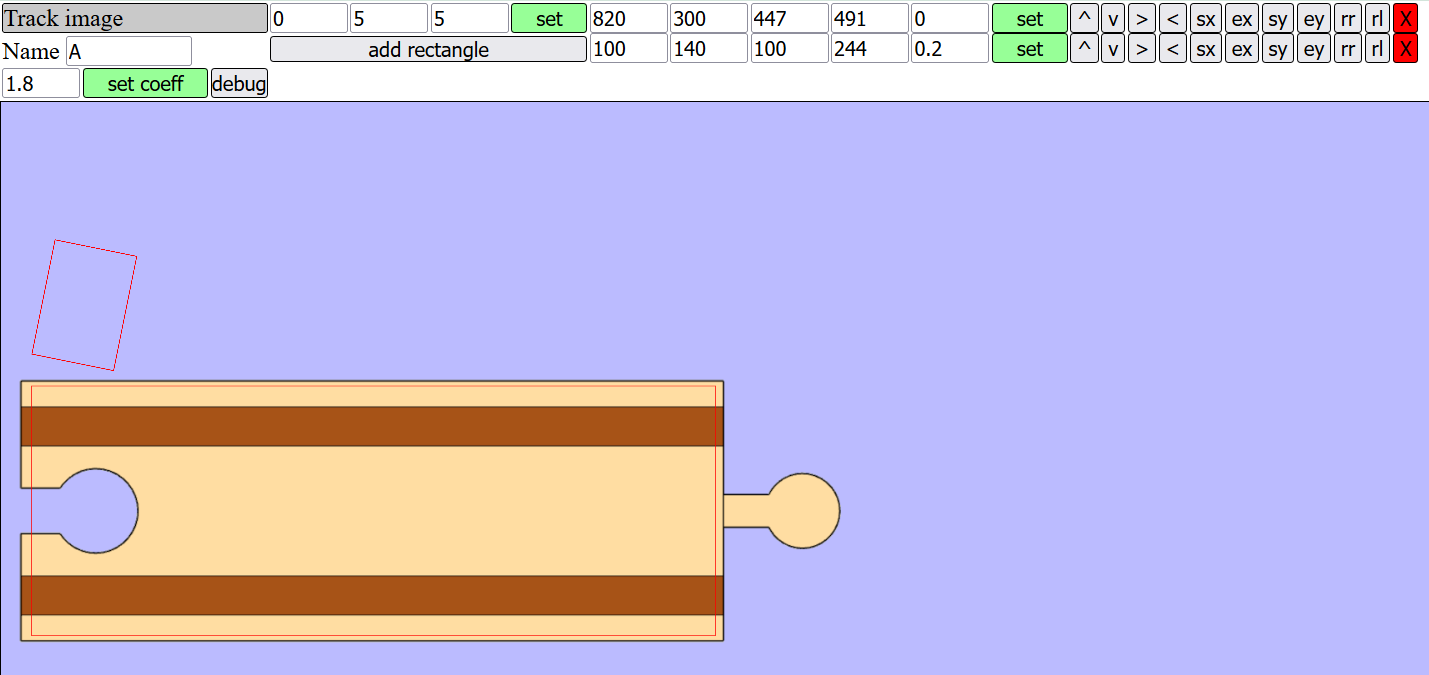 Track image 0 5 5 set 820 300 447 491 0 set ^ v > < sx ex sy ey rr rl X
Name A add rectangle 100 140 100 244 0.2 set ^ v > < sx ex sy ey rr rl X
1.8 set coeff debug